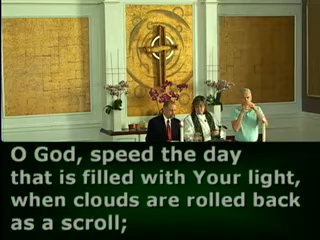 O God, speed the day
that is filled with Your light,
when clouds are rolled back
as a scroll;